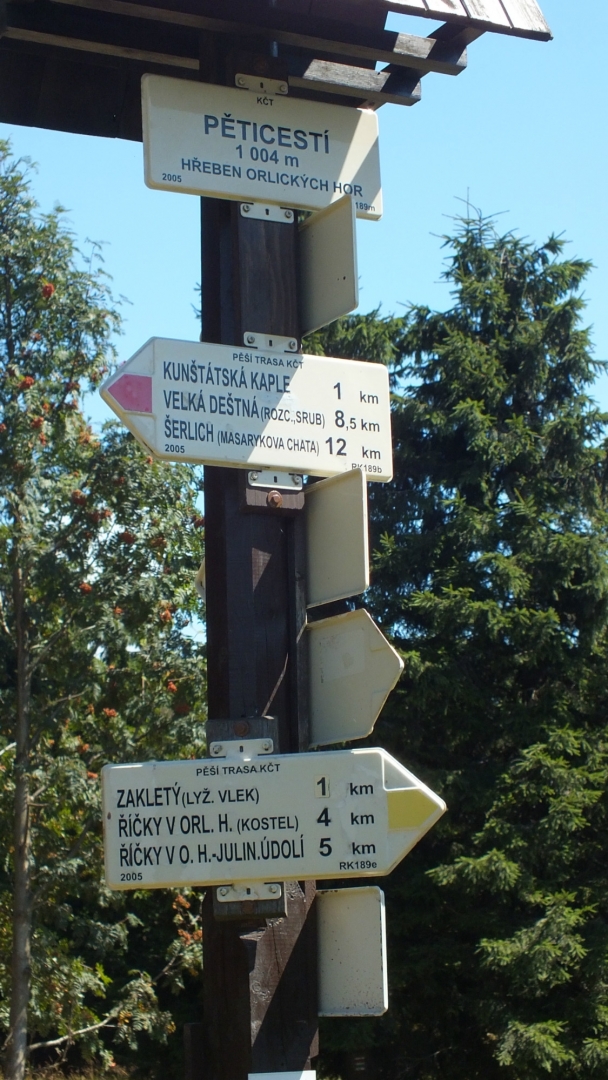 KČT
PĚTICESTÍ
1 004 m
HŘEBEN ORLICKÝCH HOR
2005 189m
PĚŠÍ TRASA KČT
KUNŠTÁTSKÁ KAPLE 1 km
VELKÁ DEŠTNÁ (ROZC.,SRUB) 8,5 km
ŠERLICH (MASARYKOVA CHATA) 12 km
2005 RK189b
PĚŠÍ TRASA KČT
ZAKLETÝ (LYŽ. VLEK) 1 km
ŘÍČKY V ORL. H. (KOSTEL) 4 km
ŘÍČKY V O. H.-JULIN.ÚDOLÍ 5 km
2005 RK189e